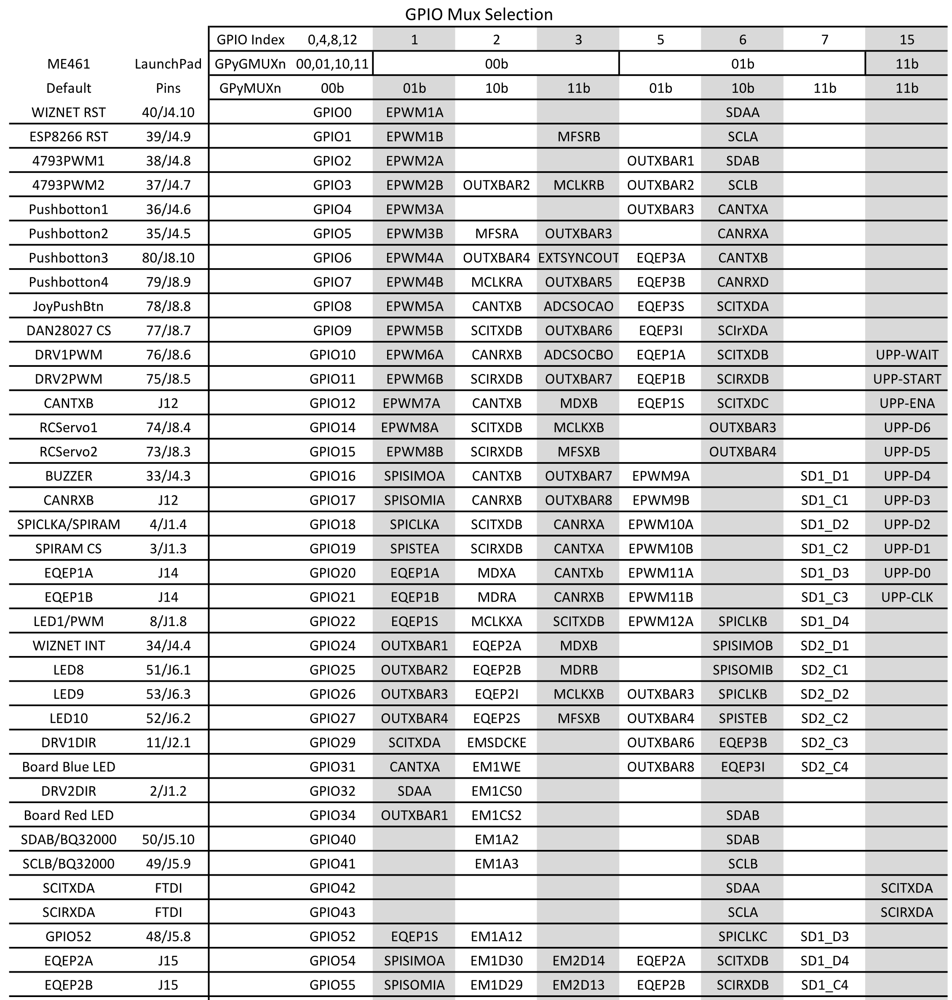 GPIO Mux Selection
GPIO Index 0,4,8,12 1 2 3 5 6 7 15
ME461 LaunchPad GPyGMUXn 00,01,10,11 00b 01b 11b
Default Pins GPyMUXn 00b 01b 10b 11b 01b 10b 11b 11b
WIZNET RST 40/J4.10 GPIO0 EPWM1A SDAA
ESP8266 RST 39/J4.9 GPIO1 EPWM1B MFSRB SCLA
4793PWM1 38/J4.8 GPIO2 EPWM2A OUTXBAR1 SDAB
4793PWM2 37/J4.7 GPIO3 EPWM2B OUTXBAR2 MCLKRB OUTXBAR2 SCLB
Pushbotton1 36/J4.6 GPIO4 EPWM3A OUTXBAR3 CANTXA
Pushbotton2 35/J4.5 GPIO5 EPWM3B MFSRA OUTXBAR3 CANRXA
Pushbotton3 80/J8.10 GPIO6 EPWM4A OUTXBAR4 EXTSYNCOUT EQEP3A CANTXB
Pushbotton4 79/J8.9 GPIO7 EPWM4B MCLKRA OUTXBAR5 EQEP3B CANRXD
JoyPushBtn 78/J8.8 GPIO8 EPWM5A CANTXB ADCSOCAO EQEP3S SCITXDA
DAN28027 CS 77/J8.7 GPIO9 EPWM5B SCITXDB OUTXBAR6 EQEP3I SCIrXDA
DRV1PWM 76/J8.6 GPIO10 EPWM6A CANRXB ADCSOCBO EQEP1A SCITXDB UPP-WAIT
DRV2PWM 75/J8.5 GPIO11 EPWM6B SCIRXDB OUTXBAR7 EQEP1B SCIRXDB UPP-START
CANTXB J12 GPIO12 EPWM7A CANTXB MDXB EQEP1S SCITXDC UPP-ENA
RCServo1 74/J8.4 GPIO14 EPWM8A SCITXDB MCLKXB OUTXBAR3 UPP-D6
RCServo2 73/J8.3 GPIO15 EPWM8B SCIRXDB MFSXB OUTXBAR4 UPP-D5
BUZZER 33/J4.3 GPIO16 SPISIMOA CANTXB OUTXBAR7 EPWM9A SD1_D1 UPP-D4
CANRXB J12 GPIO17 SPISOMIA CANRXB OUTXBAR8 EPWM9B SD1_C1 UPP-D3
SPICLKA/SPIRAM 4/J1.4 GPIO18 SPICLKA SCITXDB CANRXA EPWM10A SD1_D2 UPP-D2
SPIRAM CS 3/J1.3 GPIO19 SPISTEA SCIRXDB CANTXA EPWM10B SD1_C2 UPP-D1
EQEP1A J14 GPIO20 EQEP1A MDXA CANTXb EPWM11A SD1_D3 UPP-D0
EQEP1B J14 GPIO21 EQEP1B MDRA CANRXB EPWM11B SD1_C3 UPP-CLK
LED1/PWM 8/J1.8 GPIO22 EQEP1S MCLKXA SCITXDB EPWM12A SPICLKB SD1_D4
WIZNET INT 34/J4.4 GPIO24 OUTXBAR1 EQEP2A MDXB SPISIMOB SD2_D1
LED8 51/J6.1 GPIO25 OUTXBAR2 EQEP2B MDRB SPISOMIB SD2_C1
LED9 53/J6.3 GPIO26 OUTXBAR3 EQEP2I MCLKXB OUTXBAR3 SPICLKB SD2_D2
LED10 52/J6.2 GPIO27 OUTXBAR4 EQEP2S MFSXB OUTXBAR4 SPISTEB SD2_C2
DRV1DIR 11/J2.1 GPIO29 SCITXDA EMSDCKE OUTXBAR6 EQEP3B SD2_C3
Board Blue LED GPIO31 CANTXA EM1WE OUTXBAR8 EQEP3I SD2_C4
DRV2DIR 2/J1.2 GPIO32 SDAA EM1CS0
Board Red LED GPIO34 OUTXBAR1 EM1CS2 SDAB
SDAB/BQ32000 50/J5.10 GPIO40 EM1A2 SDAB
SCLB/BQ32000 49/J5.9 GPIO41 EM1A3 SCLB
SCITXDA FTDI GPIO42 SDAA SCITXDA
SCIRXDA FTDI GPIO43 SCLA SCIRXDA
GPIO52 48/J5.8 GPIO52 EQEP1S EM1A12 SPICLKC SD1_D3
EQEP2A J15 GPIO54 SPISIMOA EM1D30 EM2D14 EQEP2A SCITXDB SD1_D4
EQEP2B J15 GPIO55 SPISOMIA EM1D29 EM2D13 EQEP2B SCIRXDB SD1_C4